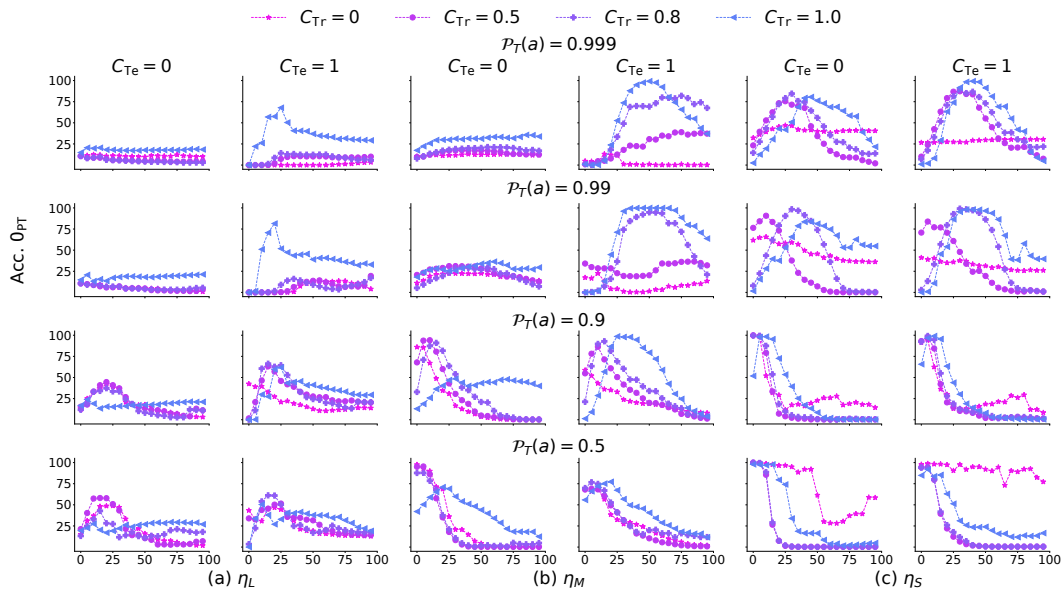 C_Tr = 0 C_Tr = 0.5 C_Tr = 0.8 C_Tr = 1.0
𝒫_T(a) = 0.999
C_Te = 0 C_Te = 1 C_Te = 0 C_Te = 1 C_Te = 0 C_Te = 1
100
75
50
25
𝒫_T(a) = 0.99
100
75
50
25
0
𝒫_T(a) = 0.9
100
75
50
25
0
𝒫_T(a) = 0.5
100
75
50
25
0
Acc. 0_PT
0 25 50 75 100 0 25 50 75 100 0 25 50 75 100 0 25 50 75 100 0 25 50 75 100 0 25 50 75 100
(a) η_L (b) η_M (c) η_S